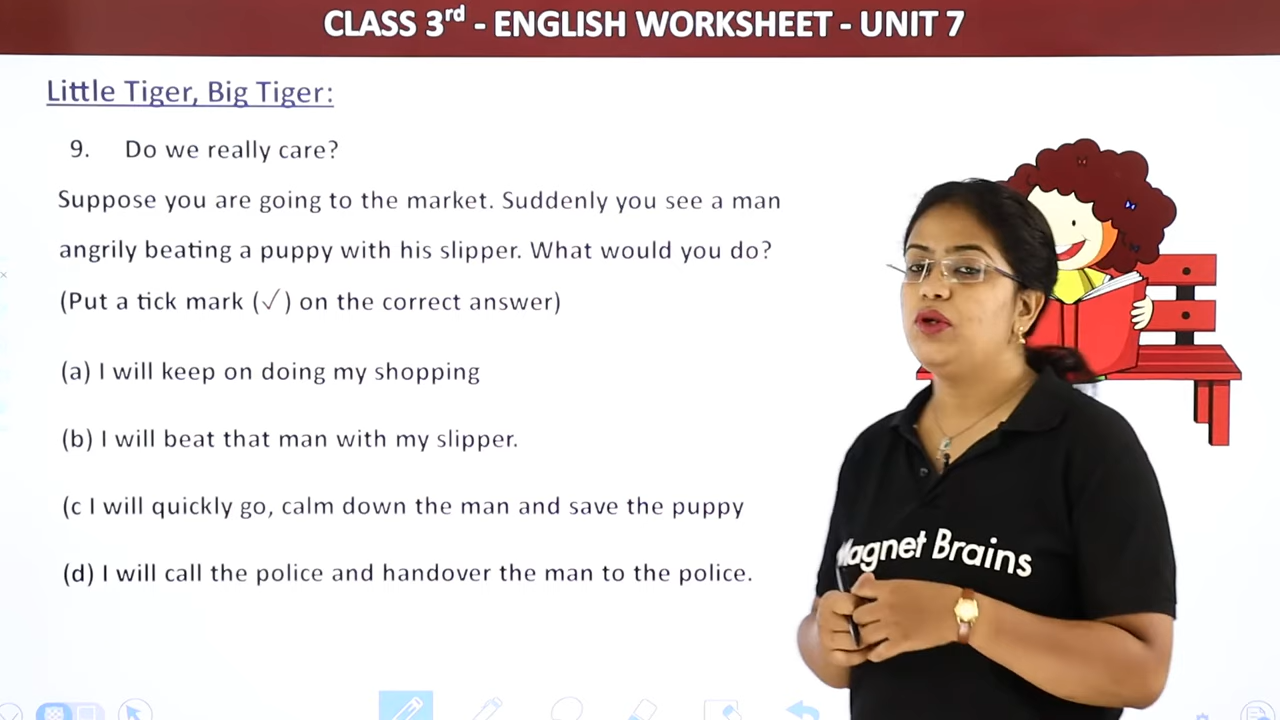 CLASS 3rd - ENGLISH WORKSHEET - UNIT 7
Little Tiger, Big Tiger:
9. Do we really care?
Suppose you are going to the market. Suddenly you see a man
angrily beating a puppy with his slipper. What would you do?
(Put a tick mark (✓) on the correct answer)
(a) I will keep on doing my shopping
(b) I will beat that man with my slipper.
(c I will quickly go, calm down the man and save the puppy
(d) I will call the police and handover the man to the police.
Magnet Brains